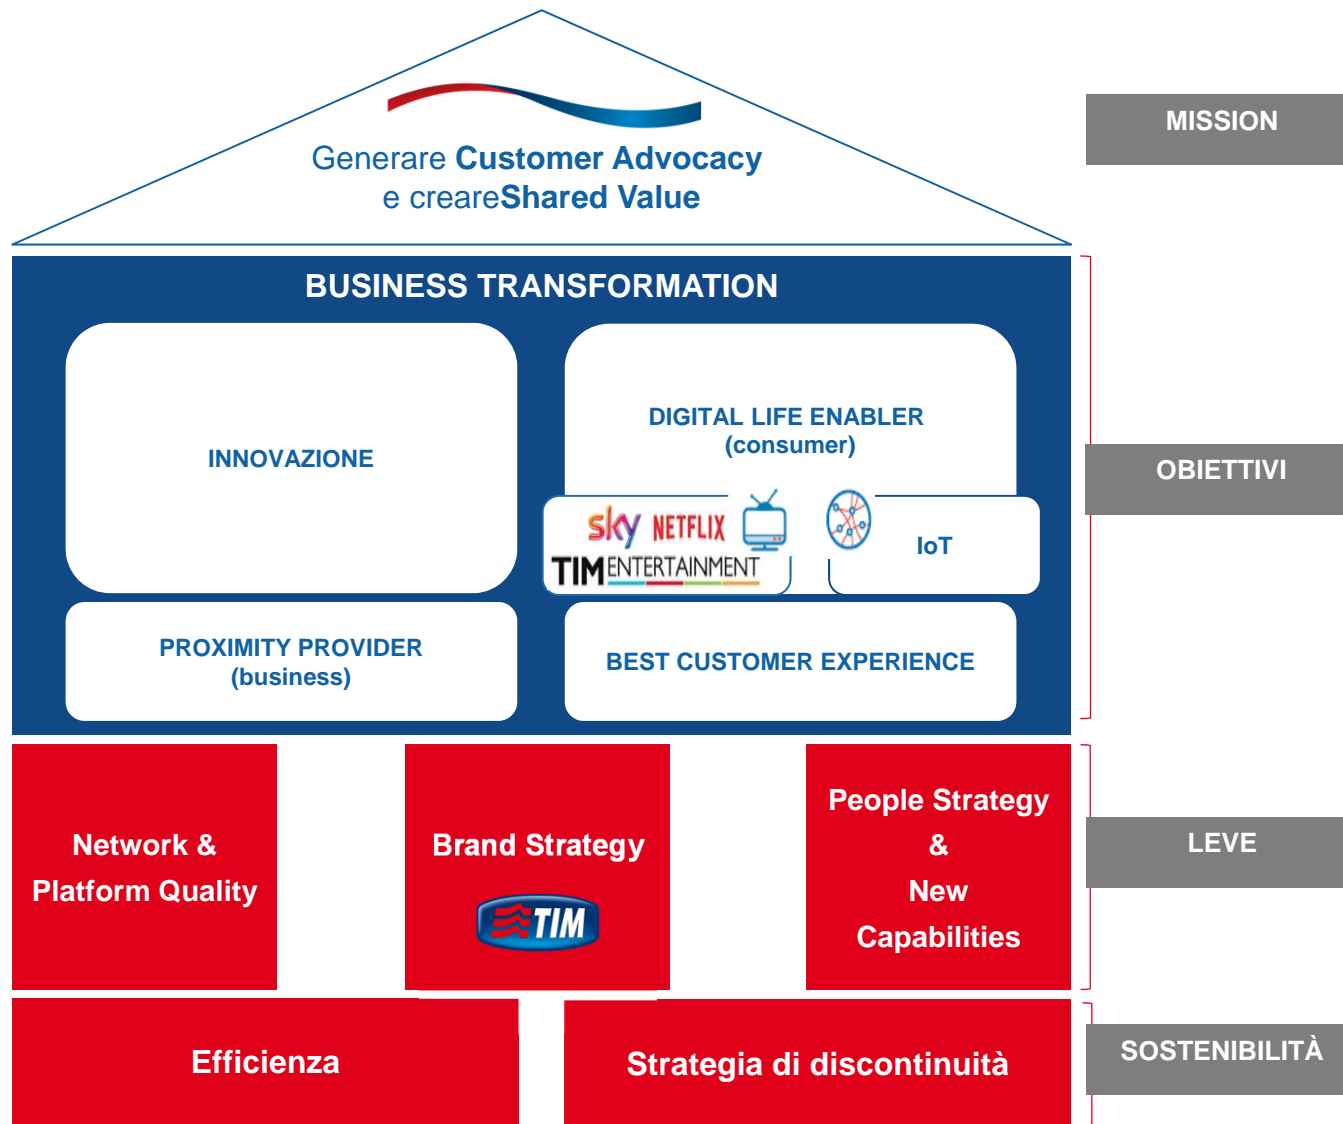 Generare Customer Advocacy
e creareShared Value
MISSION
BUSINESS TRANSFORMATION
INNOVAZIONE
DIGITAL LIFE ENABLER
(consumer)
sky NETFLIX
TIM ENTERTAINMENT
IoT
OBIETTIVI
PROXIMITY PROVIDER
(business)
BEST CUSTOMER EXPERIENCE
Network &
Platform Quality
Brand Strategy
TIM
People Strategy
&
New
Capabilities
LEVE
Efficienza
Strategia di discontinuità
SOSTENIBILITÀ